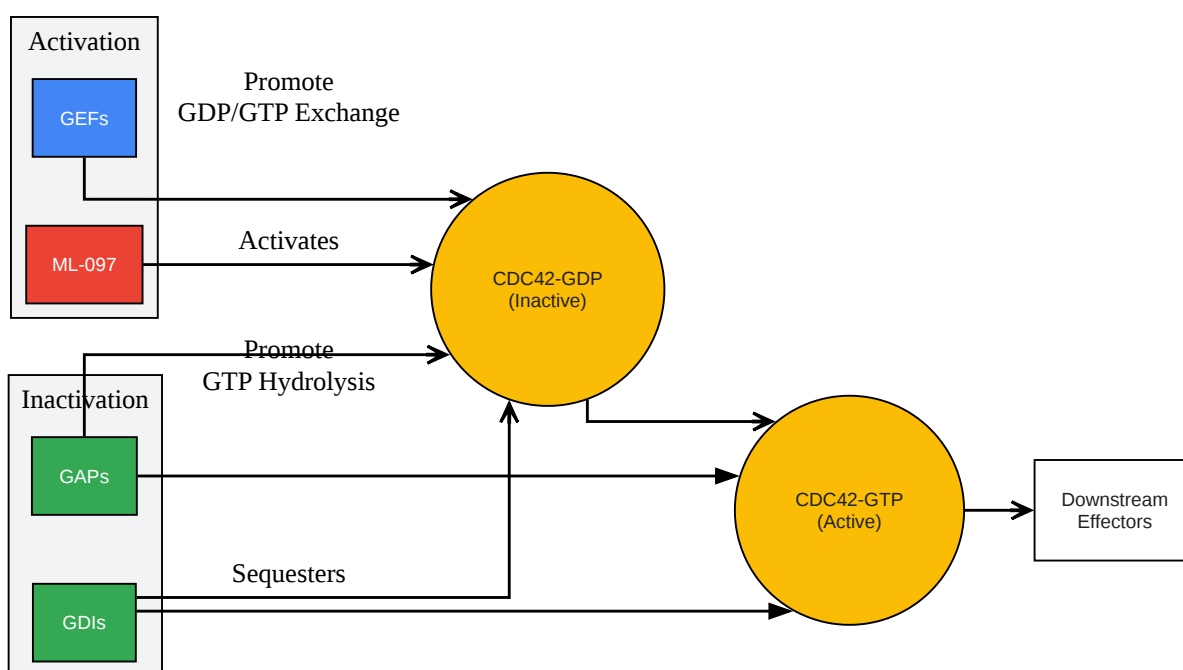 Activation
GEFs
Promote
GDP/GTP Exchange
ML-097
Activates
CDC42-GDP
(Inactive)
Promote
GTP Hydrolysis
Inactivation
GAPs
CDC42-GTP
(Active)
Downstream
Effectors
Sequesters
GDIs